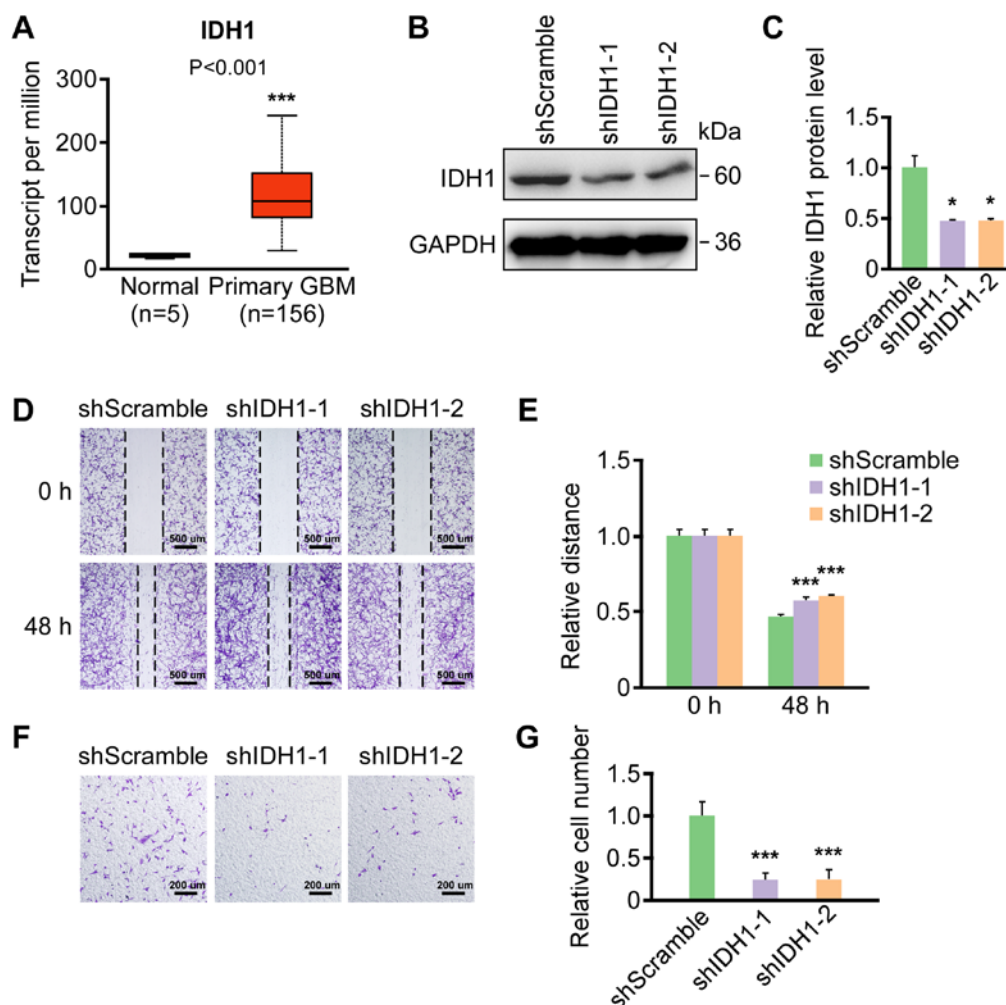 A
IDH1
P<0.001
***
Transcript per million
300
200
100
0
Normal
(n=5)
Primary GBM
(n=156)
B
shScramble
shIDH1-1
shIDH1-2
kDa
IDH1
- 60
GAPDH
- 36
C
Relative IDH1 protein level
1.5
1.0
0.5
0
*
*
shScramble
shIDH1-1
shIDH1-2
D
shScramble shIDH1-1 shIDH1-2
0 h
500 um
500 um
500 um
48 h
500 um
500 um
500 um
E
Relative distance
1.5
1.0
0.5
0
shScramble
shIDH1-1
shIDH1-2
***
***
0 h
48 h
F
shScramble shIDH1-1 shIDH1-2
200 um
200 um
200 um
G
Relative cell number
1.5
1.0
0.5
0
***
***
shScramble
shIDH1-1
shIDH1-2